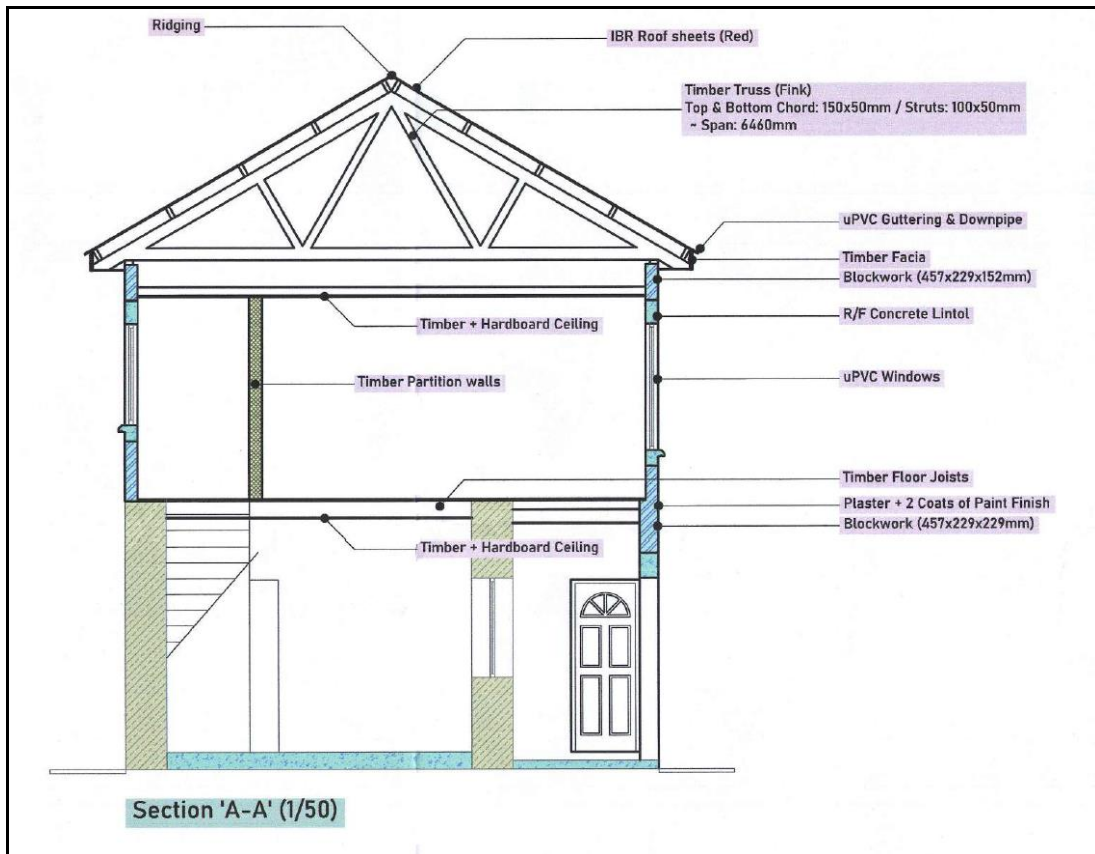 Ridging
IBR Roof sheets (Red)
Timber Truss (Fink)
Top & Bottom Chord: 150x50mm / Struts: 100x50mm
~ Span: 6460mm
uPVC Guttering & Downpipe
Timber Facia
Blockwork (457x229x152mm)
R/F Concrete Lintol
Timber + Hardboard Ceiling
Timber Partition walls
uPVC Windows
Timber Floor Joists
Plaster + 2 Coats of Paint Finish
Blockwork (457x229x229mm)
Timber + Hardboard Ceiling
Section 'A-A' (1/50)